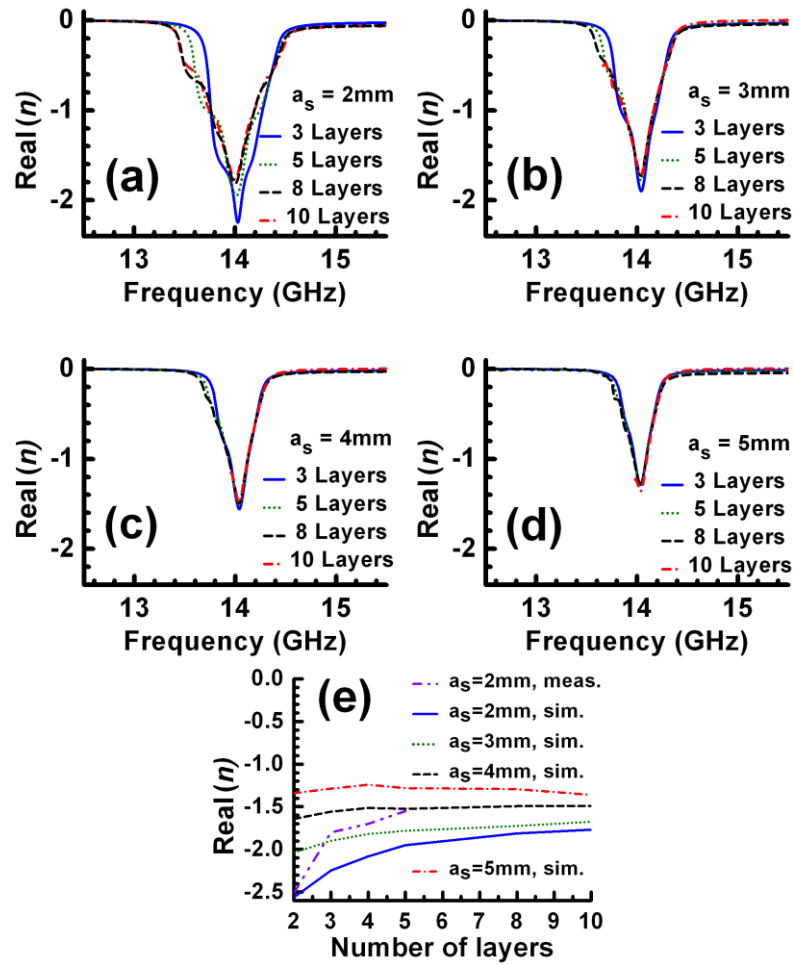 0
-1
-2
Real (n)
a_s = 2mm
3 Layers
5 Layers
8 Layers
10 Layers
(a)
13 14 15
Frequency (GHz)
0
-1
-2
Real (n)
a_s = 3mm
3 Layers
5 Layers
8 Layers
10 Layers
(b)
13 14 15
Frequency (GHz)
0
-1
-2
Real (n)
a_s = 4mm
3 Layers
5 Layers
8 Layers
10 Layers
(c)
13 14 15
Frequency (GHz)
0
-1
-2
Real (n)
a_s = 5mm
3 Layers
5 Layers
8 Layers
10 Layers
(d)
13 14 15
Frequency (GHz)
0.0
-0.5
-1.0
-1.5
-2.0
-2.5
Real (n)
(e)
a_s=2mm, meas.
a_s=2mm, sim.
a_s=3mm, sim.
a_s=4mm, sim.
a_s=5mm, sim.
2 3 4 5 6 7 8 9 10
Number of layers